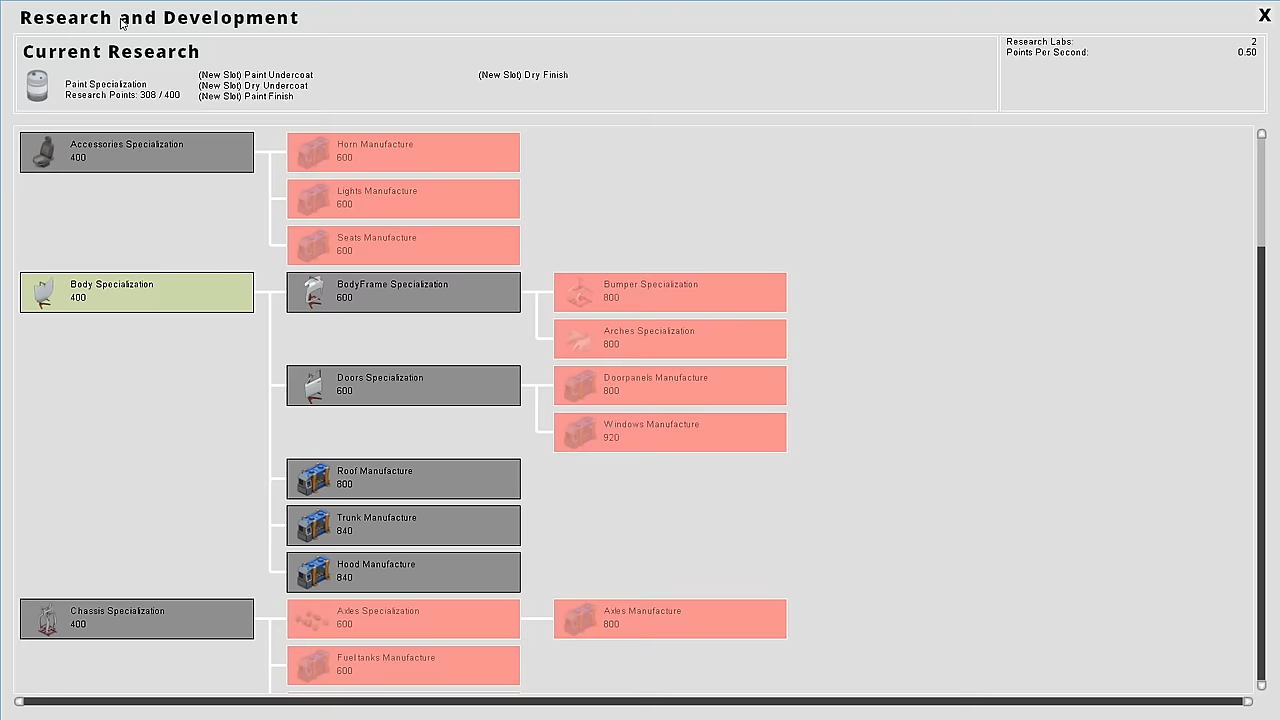 Research and Development
X
Current Research
Paint Specialization
Research Points: 308 / 400
(New Slot) Paint Undercoat
(New Slot) Dry Undercoat
(New Slot) Paint Finish
(New Slot) Dry Finish
Research Labs: 2
Points Per Second: 0.50
Accessories Specialization
400
Horn Manufacture
600
Lights Manufacture
600
Seats Manufacture
600
Body Specialization
400
BodyFrame Specialization
600
Bumper Specialization
800
Arches Specialization
800
Doors Specialization
600
Doorpanels Manufacture
800
Windows Manufacture
920
Roof Manufacture
800
Trunk Manufacture
840
Hood Manufacture
840
Chassis Specialization
400
Axles Specialization
600
Axles Manufacture
800
Fueltanks Manufacture
600